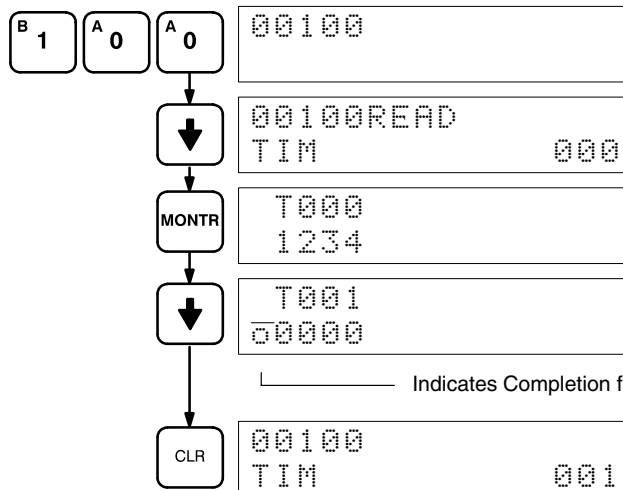 B 1 A 0 A 0 00100
00100READ
TIM 000
MONTR T000
1234
T001
o0000
Indicates Completion f
CLR 00100
TIM 001